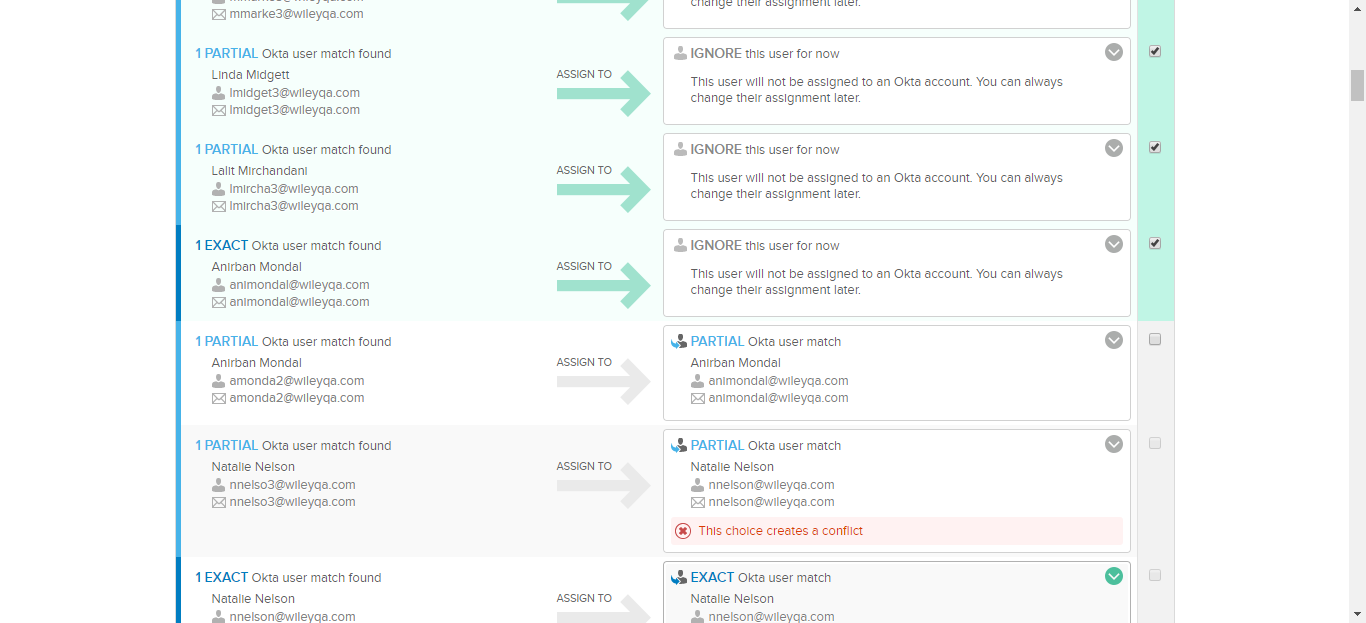 mmarke3@wileyqa.com
change their assignment later.
1 PARTIAL Okta user match found
Linda Midgett
lmidget3@wileyqa.com
lmidget3@wileyqa.com
ASSIGN TO
IGNORE this user for now
This user will not be assigned to an Okta account. You can always
change their assignment later.
1 PARTIAL Okta user match found
Lalit Mirchandani
lmircha3@wileyqa.com
lmircha3@wileyqa.com
ASSIGN TO
IGNORE this user for now
This user will not be assigned to an Okta account. You can always
change their assignment later.
1 EXACT Okta user match found
Anirban Mondal
animondal@wileyqa.com
animondal@wileyqa.com
ASSIGN TO
IGNORE this user for now
This user will not be assigned to an Okta account. You can always
change their assignment later.
1 PARTIAL Okta user match found
Anirban Mondal
amonda2@wileyqa.com
amonda2@wileyqa.com
ASSIGN TO
PARTIAL Okta user match
Anirban Mondal
animondal@wileyqa.com
animondal@wileyqa.com
1 PARTIAL Okta user match found
Natalie Nelson
nnelso3@wileyqa.com
nnelso3@wileyqa.com
ASSIGN TO
PARTIAL Okta user match
Natalie Nelson
nnelson@wileyqa.com
nnelson@wileyqa.com
This choice creates a conflict
1 EXACT Okta user match found
Natalie Nelson
nnelson@wileyqa.com
ASSIGN TO
EXACT Okta user match
Natalie Nelson
nnelson@wileyqa.com